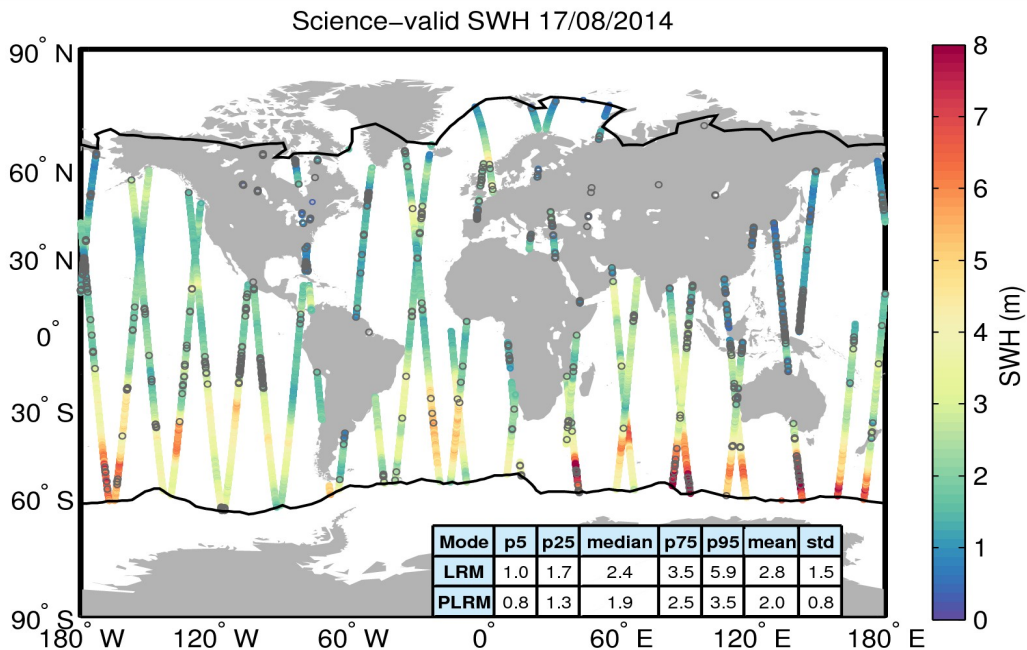 Science-valid SWH 17/08/2014
90° N
60° N
30° N
0°
30° S
60° S
90° S
180° W
120° W
60° W
0°
60° E
120° E
180° E
Mode p5 p25 median p75 p95 mean std
LRM 1.0 1.7 2.4 3.5 5.9 2.8 1.5
PLRM 0.8 1.3 1.9 2.5 3.5 2.0 0.8
8
7
6
5
4
3
2
1
0
SWH (m)